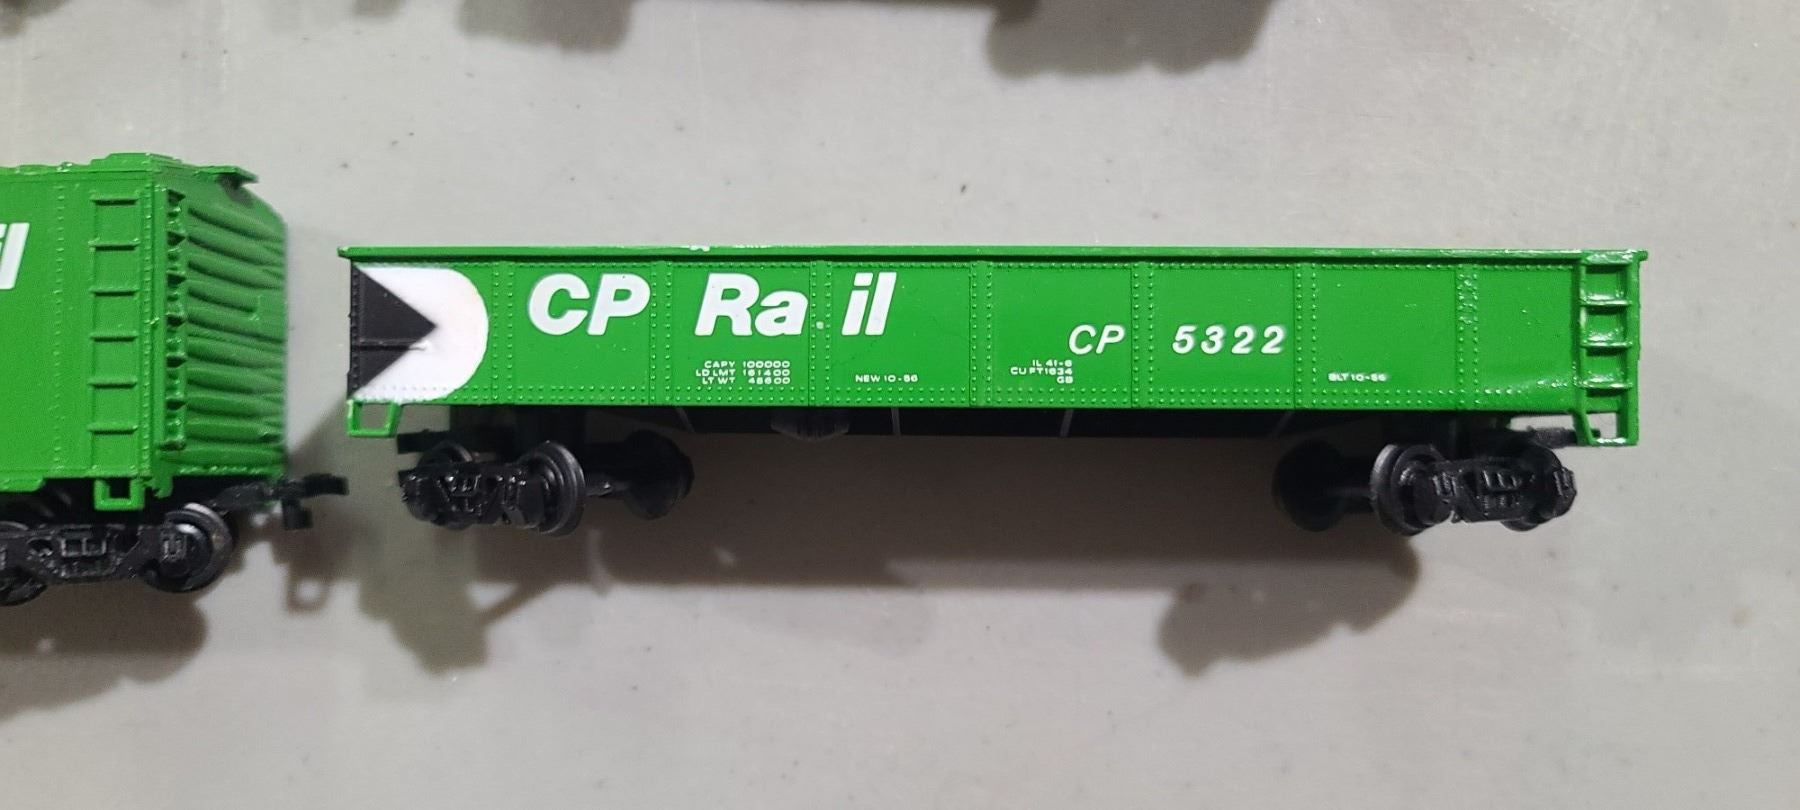 il
CP Rail
CP 5322
CAPY 100000
LD LMT 161400
LT WT 48600
NEW 10-56
IL 41-6
CU FT 1634
GB
BLT 10-56